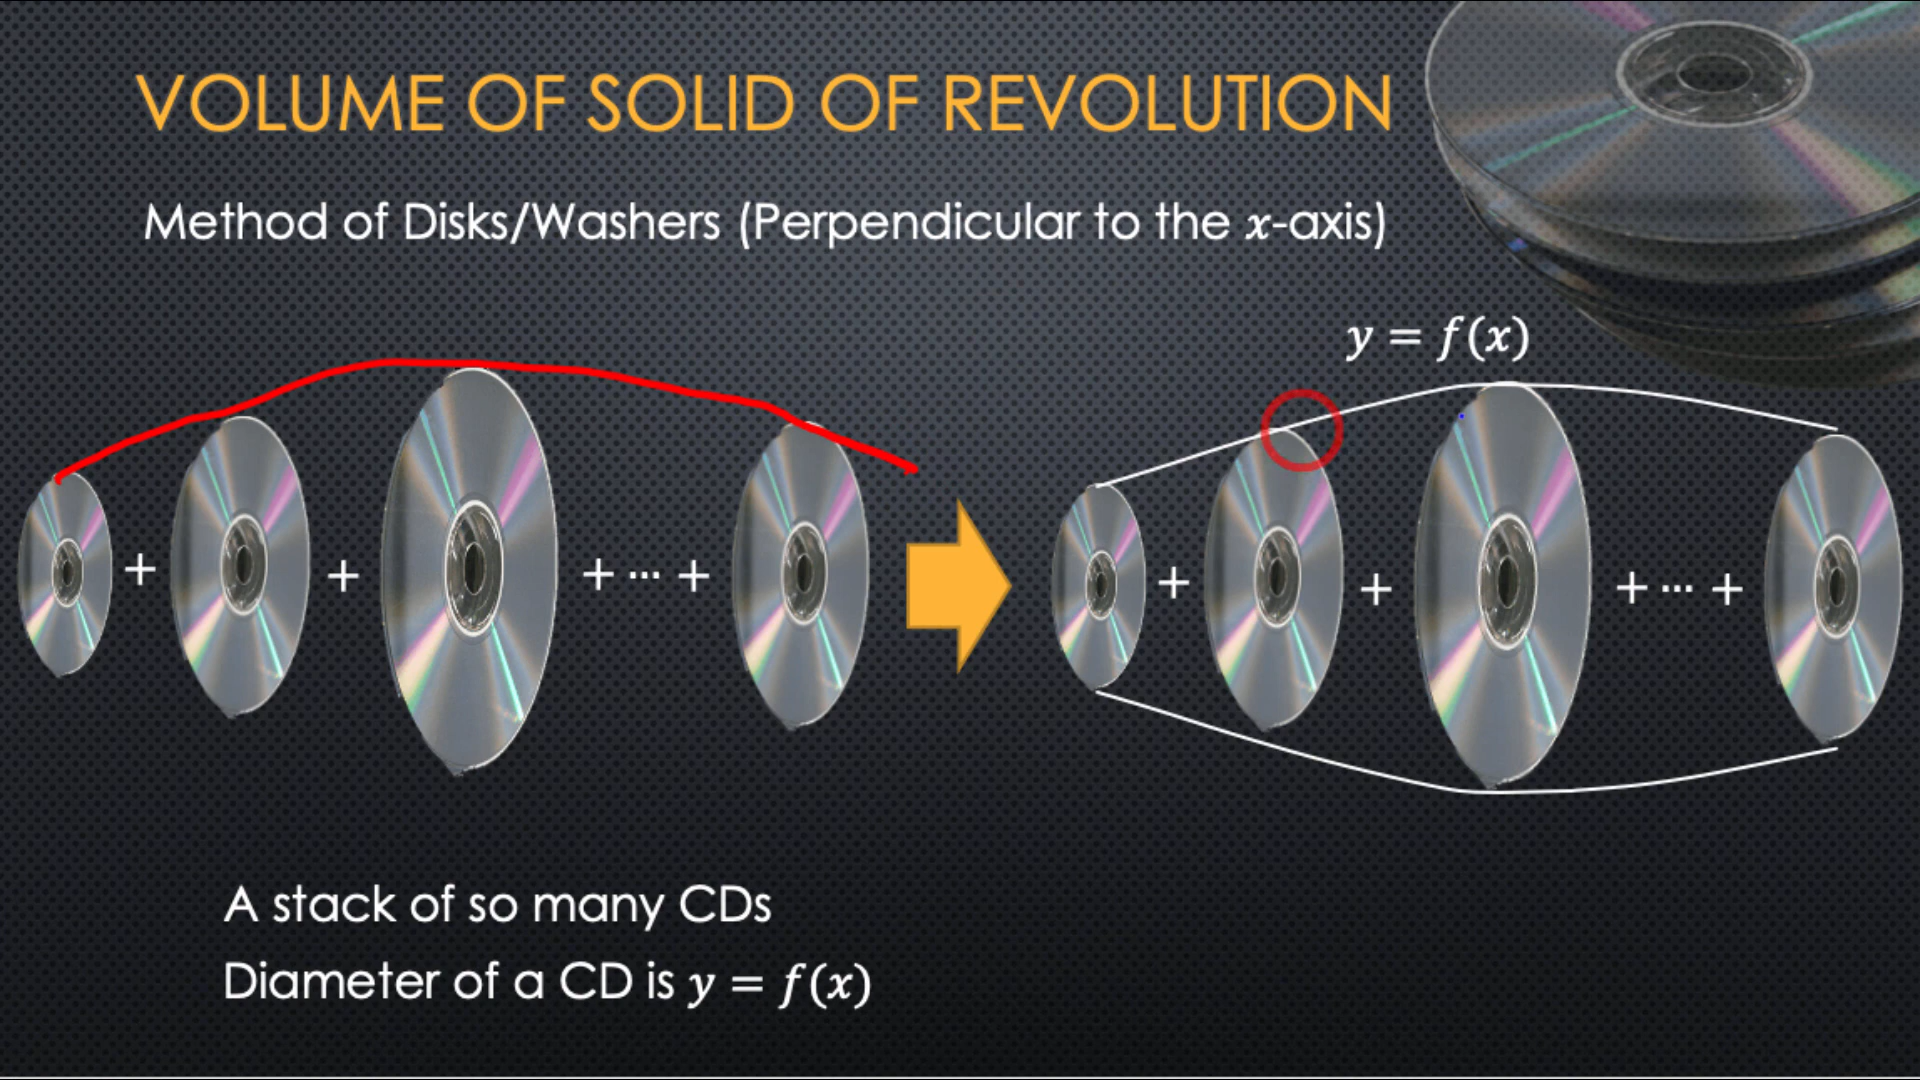 VOLUME OF SOLID OF REVOLUTION
Method of Disks/Washers (Perpendicular to the x-axis)
y = f(x)
+ + + ··· +
+ + + ··· +
A stack of so many CDs
Diameter of a CD is y = f(x)